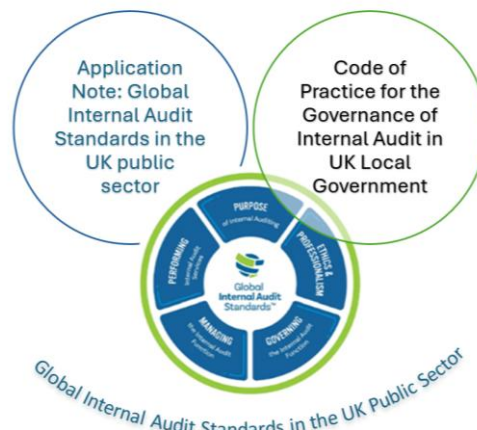 Application
Note: Global
Internal Audit
Standards in the
UK public
sector
Code of
Practice for the
Governance of
Internal Audit in
UK Local
Government
PURPOSE
of Internal Auditing
ETHICS &
PROFESSIONALISM
GOVERNING
the Internal Audit
Function
MANAGING
the Internal Audit
Function
PERFORMING
Internal Audit
Services
Global
Internal Audit
Standards™
Global Internal Audit Standards in the UK Public Sector